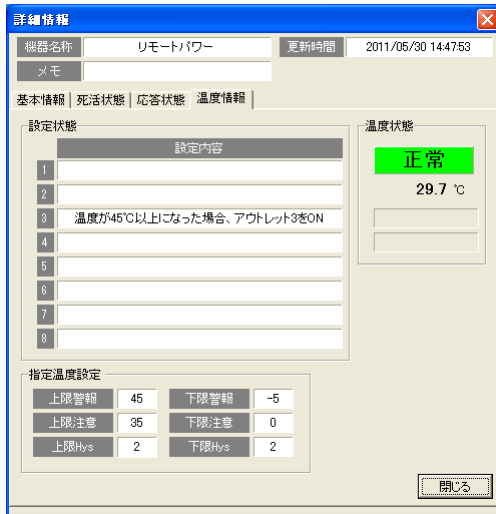 詳細情報
機器名称 リモートパワー 更新時間 2011/05/30 14:47:53
メモ
基本情報 死活状態 応答状態 温度情報
設定状態
設定内容
1
2
3 温度が45℃以上になった場合、アウトレット3をON
4
5
6
7
8
温度状態
正常
29.7 ℃
指定温度設定
上限警報 45 下限警報 -5
上限注意 35 下限注意 0
上限Hys 2 下限Hys 2
閉じる